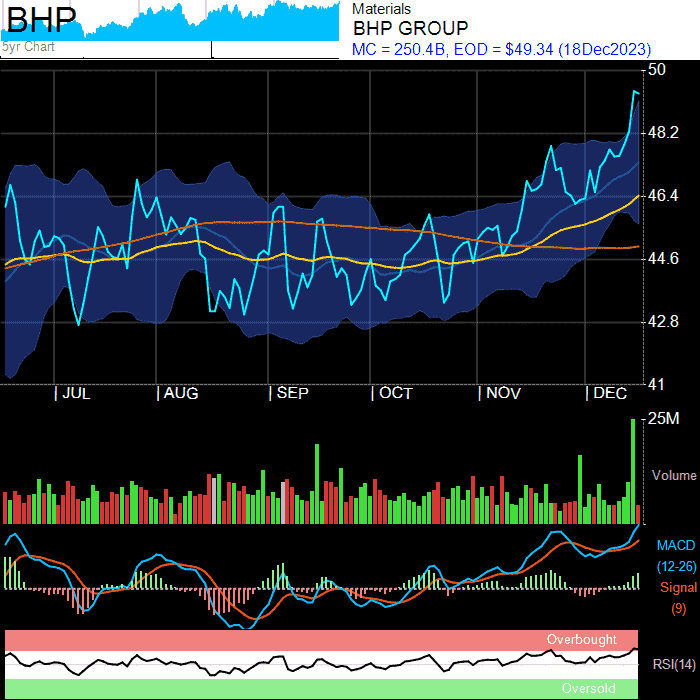 BHP
5yr Chart
Materials
BHP GROUP
MC = 250.4B, EOD = $49.34 (18Dec2023)
50
48.2
46.4
44.6
42.8
41
| JUL | AUG | SEP | OCT | NOV | DEC
25M
Volume
MACD
(12-26)
Signal
(9)
Overbought
RSI(14)
Oversold